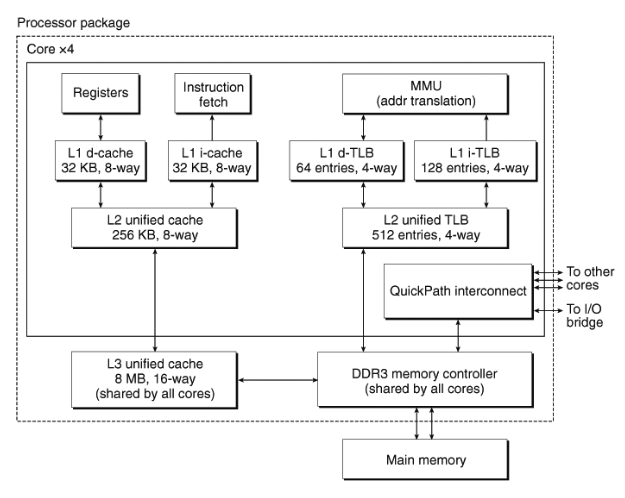 Processor package
Core ×4
Registers
Instruction
fetch
MMU
(addr translation)
L1 d-cache
32 KB, 8-way
L1 i-cache
32 KB, 8-way
L1 d-TLB
64 entries, 4-way
L1 i-TLB
128 entries, 4-way
L2 unified cache
256 KB, 8-way
L2 unified TLB
512 entries, 4-way
QuickPath interconnect
To other
cores
To I/O
bridge
L3 unified cache
8 MB, 16-way
(shared by all cores)
DDR3 memory controller
(shared by all cores)
Main memory